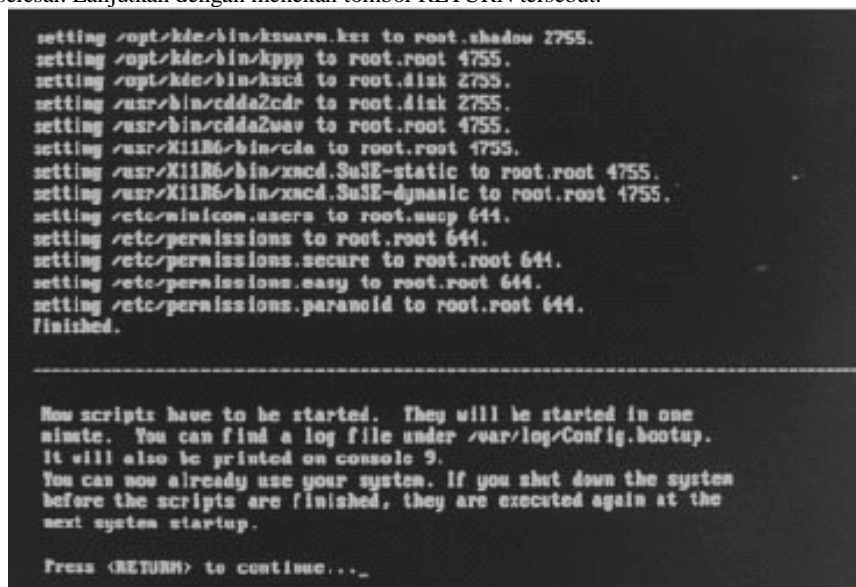 selesai. Lanjutkan dengan menekan tombol RETURN tersebut.
setting /opt/kde/bin/kswarm.kss to root.shadow 2755.
setting /opt/kde/bin/kppp to root.root 4755.
setting /opt/kde/bin/kscd to root.disk 2755.
setting /usr/bin/cdda2cdr to root.disk 2755.
setting /usr/bin/cdda2wav to root.root 4755.
setting /usr/X11R6/bin/cda to root.root 4755.
setting /usr/X11R6/bin/xmcd.SuSE-static to root.root 4755.
setting /usr/X11R6/bin/xmcd.SuSE-dynamic to root.root 4755.
setting /etc/minicom.users to root.uucp 644.
setting /etc/permissions to root.root 644.
setting /etc/permissions.secure to root.root 644.
setting /etc/permissions.easy to root.root 644.
setting /etc/permissions.paranoid to root.root 644.
Finished.
Now scripts have to be started. They will be started in one
minute. You can find a log file under /var/log/Config.bootup.
It will also be printed on console 9.
You can now already use your system. If you shut down the system
before the scripts are finished, they are executed again at the
next system startup.
Press <RETURN> to continue..._